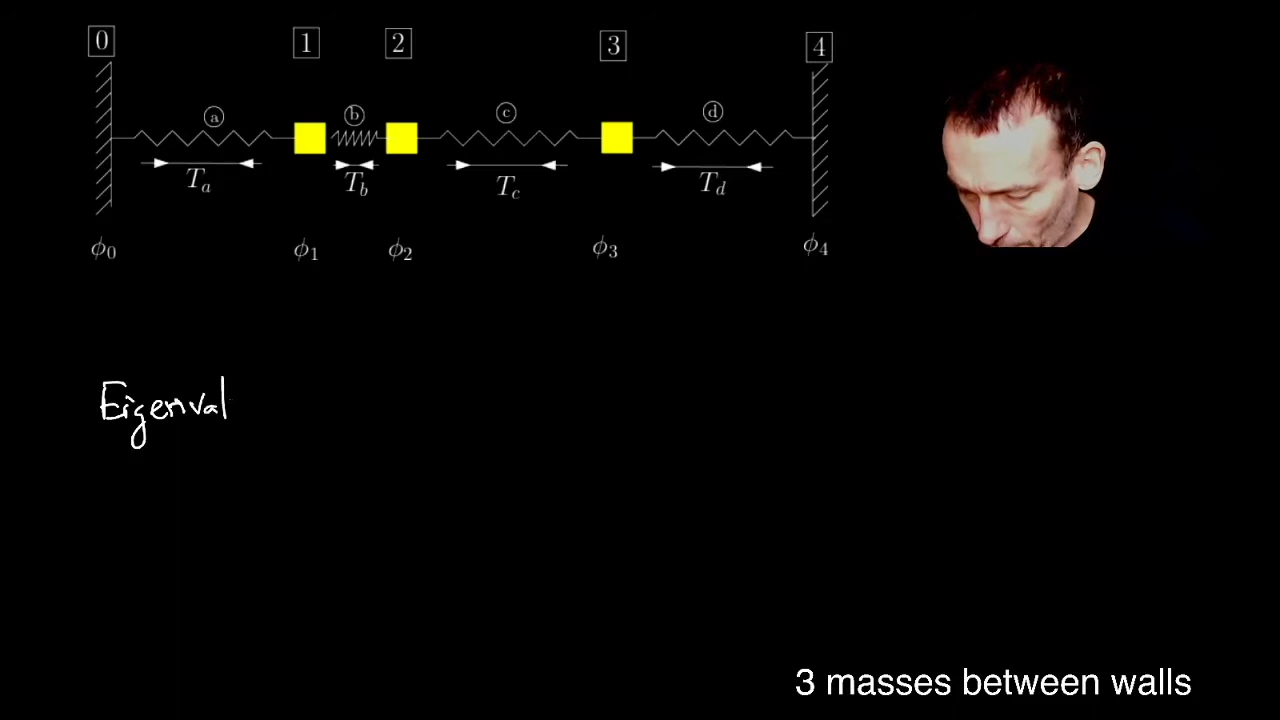 0 1 2 3 4
a b c d
T_a T_b T_c T_d
ϕ_0 ϕ_1 ϕ_2 ϕ_3 ϕ_4
Eigenval
3 masses between walls